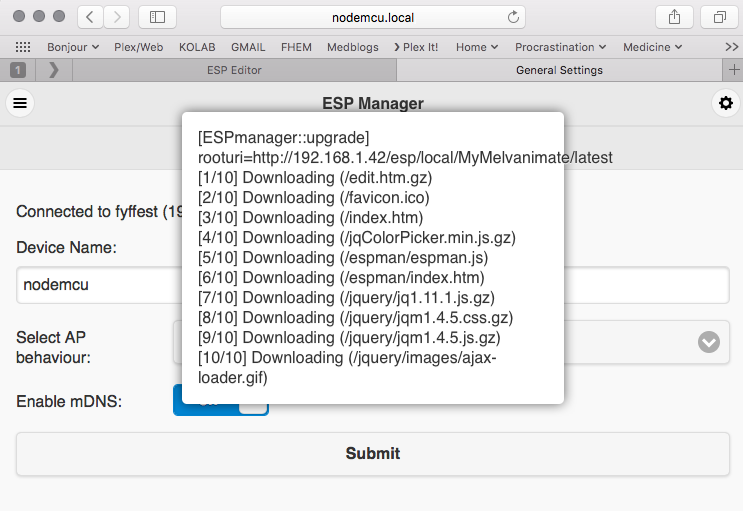 nodemcu.local
Bonjour Plex/Web KOLAB GMAIL FHEM Medblogs Plex It! Home Procrastination Medicine >>
1 ESP Editor General Settings +
ESP Manager
[ESPmanager::upgrade]
rooturi=http://192.168.1.42/esp/local/MyMelvanimate/latest
[1/10] Downloading (/edit.htm.gz)
[2/10] Downloading (/favicon.ico)
[3/10] Downloading (/index.htm)
[4/10] Downloading (/jqColorPicker.min.js.gz)
[5/10] Downloading (/espman/espman.js)
[6/10] Downloading (/espman/index.htm)
[7/10] Downloading (/jquery/jq1.11.1.js.gz)
[8/10] Downloading (/jquery/jqm1.4.5.css.gz)
[9/10] Downloading (/jquery/jqm1.4.5.js.gz)
[10/10] Downloading (/jquery/images/ajax-
loader.gif)
Connected to fyffest (19
Device Name:
nodemcu
Select AP
behaviour:
Enable mDNS:
Submit